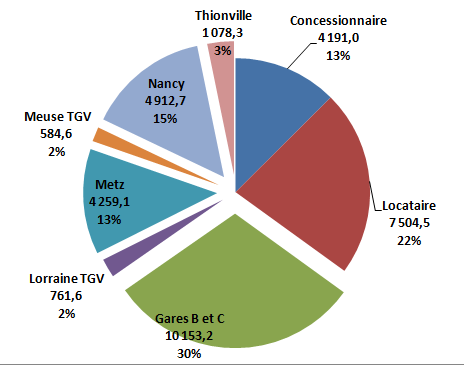 Thionville
1 078,3
3%
Concessionnaire
4 191,0
13%
Locataire
7 504,5
22%
Gares B et C
10 153,2
30%
Lorraine TGV
761,6
2%
Metz
4 259,1
13%
Meuse TGV
584,6
2%
Nancy
4 912,7
15%